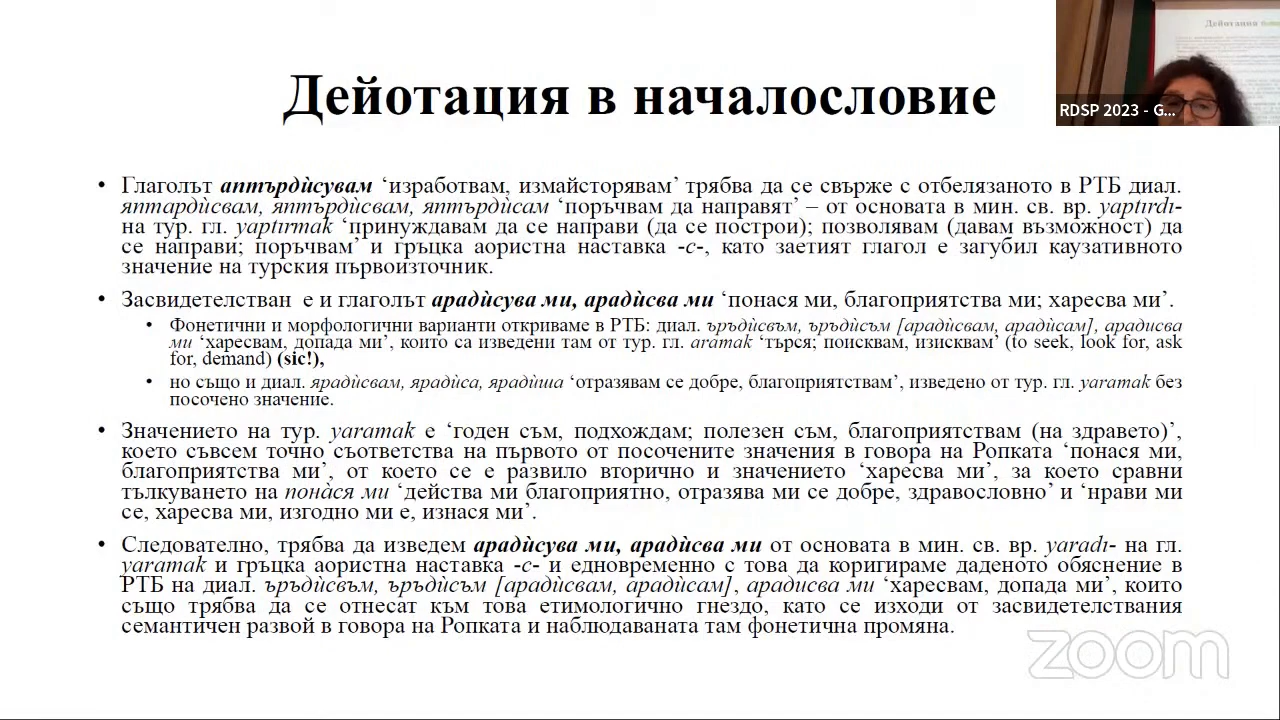 Дейотация в началословие
• Глаголът аптърдѝсувам ‘изработвам, измайсторявам’ трябва да се свърже с отбелязаното в РТБ диал.
яптардѝсвам, яптърдѝсвам, яптърдѝсам ‘поръчвам да направят’ – от основата в мин. св. вр. yaptırdı-
на тур. гл. yaptırmak ‘принуждавам да се направи (да се построи); позволявам (давам възможност) да
се направи; поръчвам’ и гръцка аористна наставка -с-, като заетият глагол е загубил каузативното
значение на турския първоизточник.
• Засвидетелстван е и глаголът арадѝсува ми, арадѝсва ми ‘понася ми, благоприятства ми; харесва ми’.
• Фонетични и морфологични варианти откриваме в РТБ: диал. ъръдѝсвъм, ъръдѝсъм [арадѝсвам, арадѝсам], арадисва
ми ‘харесвам, допада ми’, които са изведени там от тур. гл. aramak ‘търся; поисквам, изисквам’ (to seek, look for, ask
for, demand) (sic!),
• но също и диал. ярадѝсвам, ярадѝса, ярадѝша ‘отразявам се добре, благоприятствам’, изведено от тур. гл. yaramak без
посочено значение.
• Значението на тур. yaramak е ‘годен съм, подхождам; полезен съм, благоприятствам (на здравето)’,
което съвсем точно съответства на първото от посочените значения в говора на Ропката ‘понася ми,
благоприятства ми’, от което се е развило вторично и значението ‘харесва ми’, за което сравни
тълкуването на пона̀ся ми ‘действа ми благоприятно, отразява ми се добре, здравословно’ и ‘нрави ми
се, харесва ми, изгодно ми е, изнася ми’.
• Следователно, трябва да изведем арадѝсува ми, арадѝсва ми от основата в мин. св. вр. yaradı- на гл.
yaramak и гръцка аористна наставка -с- и едновременно с това да коригираме даденото обяснение в
РТБ на диал. ъръдѝсвъм, ъръдѝсъм [арадѝсвам, арадѝсам], арадисва ми ‘харесвам, допада ми’, които
също трябва да се отнесат към това етимологично гнездо, като се изходи от засвидетелствания
семантичен развой в говора на Ропката и наблюдаваната там фонетична промяна.
RDSP 2023 - G...
zoom